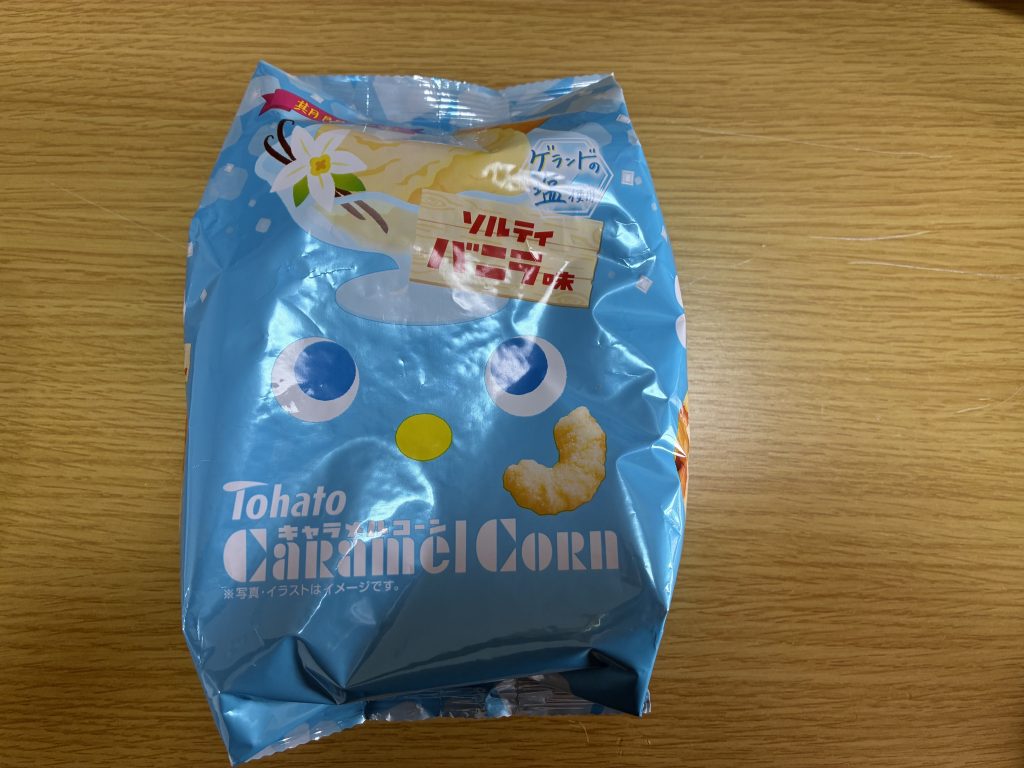 ゲランドの
塩使用
ソルティ
バニラ味
Tohato
キャラメルコーン
Caramel Corn
※写真・イラストはイメージです。